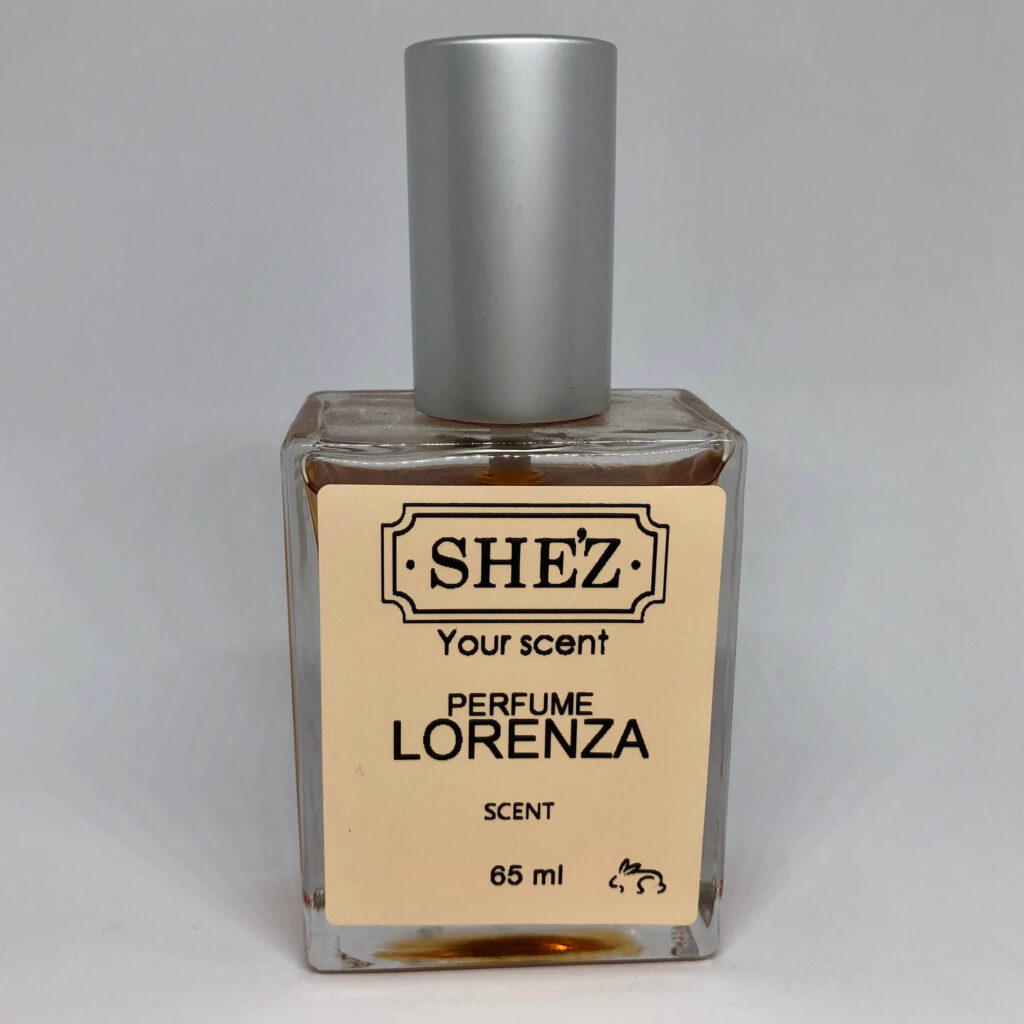 ·SHE'Z·
Your scent
PERFUME
LORENZA
SCENT
65 ml